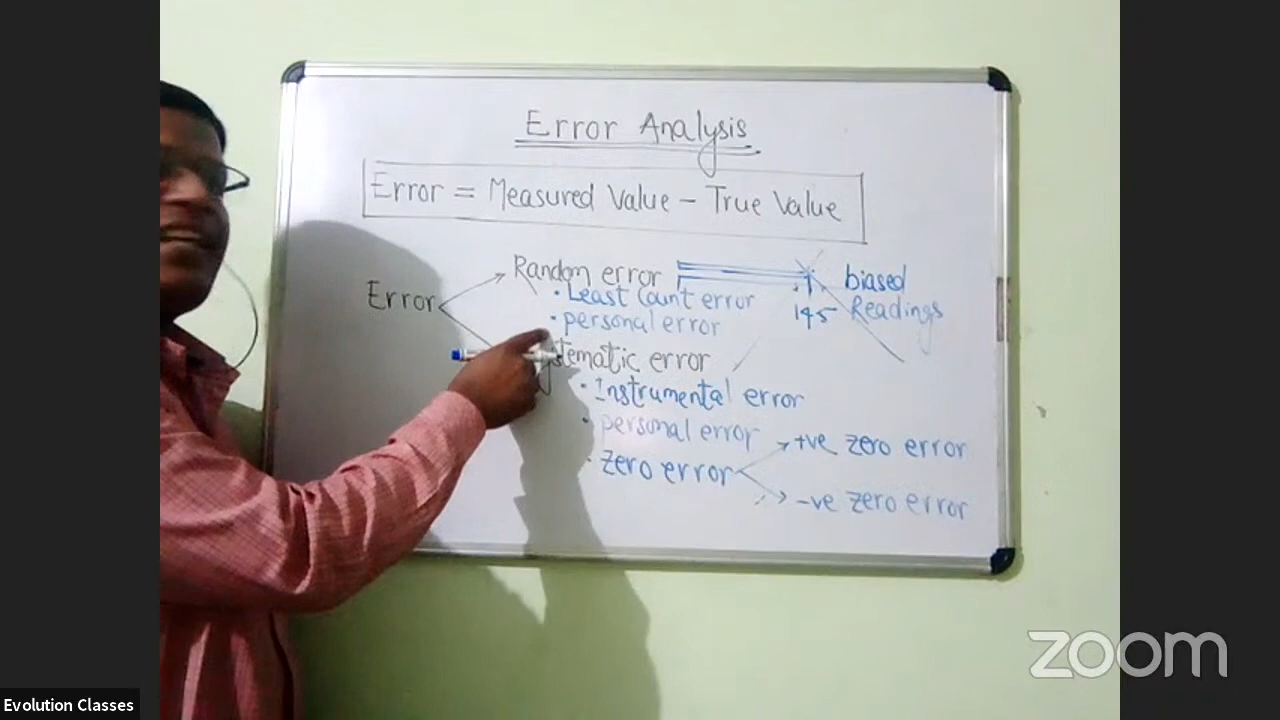 Error Analysis
Error = Measured Value - True Value
Random error
biased
Error
• Least Count error
145 Readings
• personal error
stematic error
• Instrumental error
• personal error
+ve zero error
• Zero error
-ve zero error
zoom
Evolution Classes